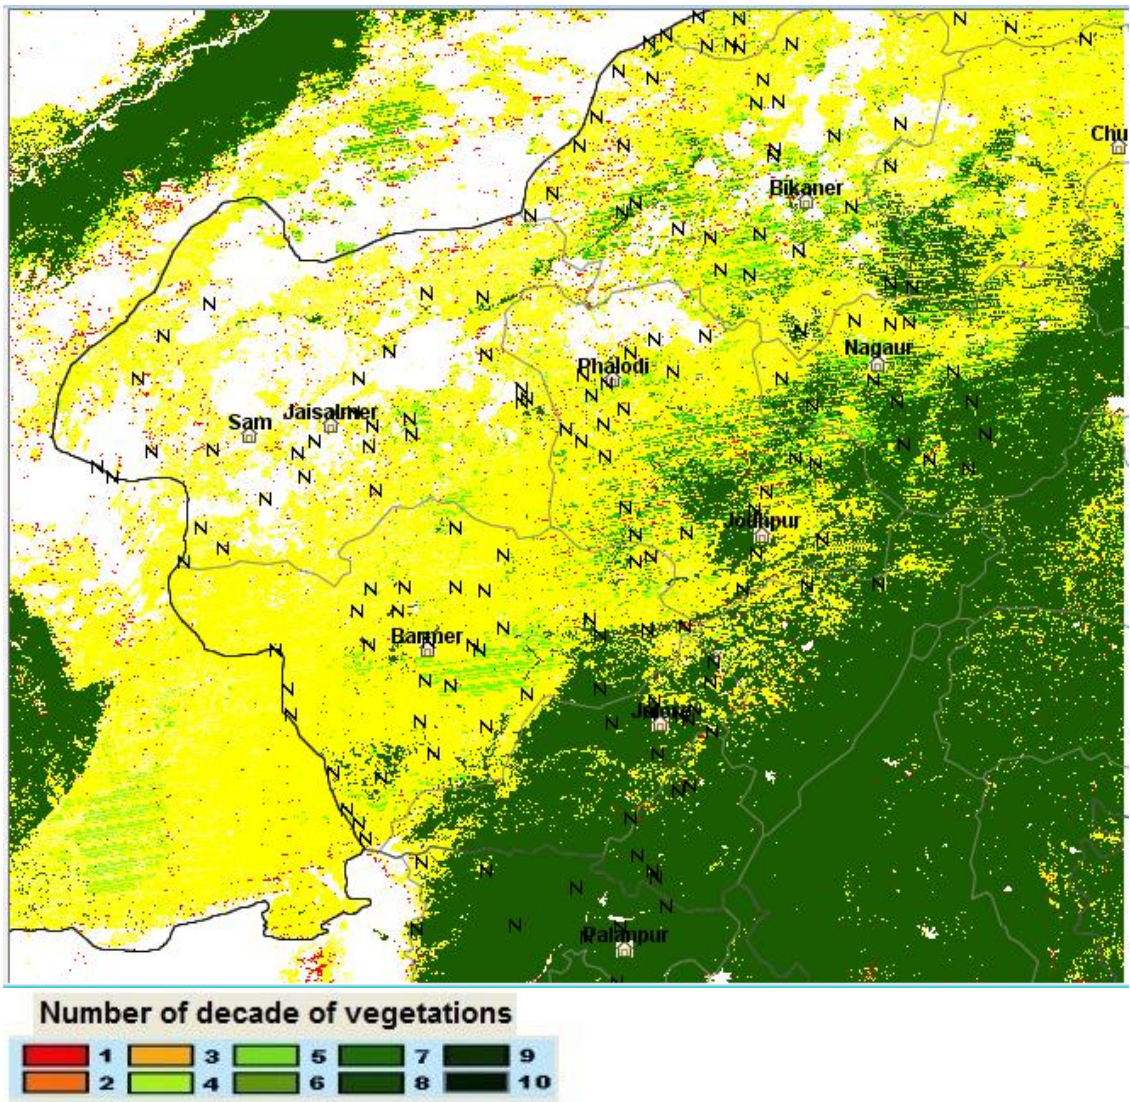 Chu
Bikaner
Nagaur
Phalodi
Sam
Jaisalmer
Jodhpur
Barmer
Palanpur
Number of decade of vegetations
1 3 5 7 9
2 4 6 8 10